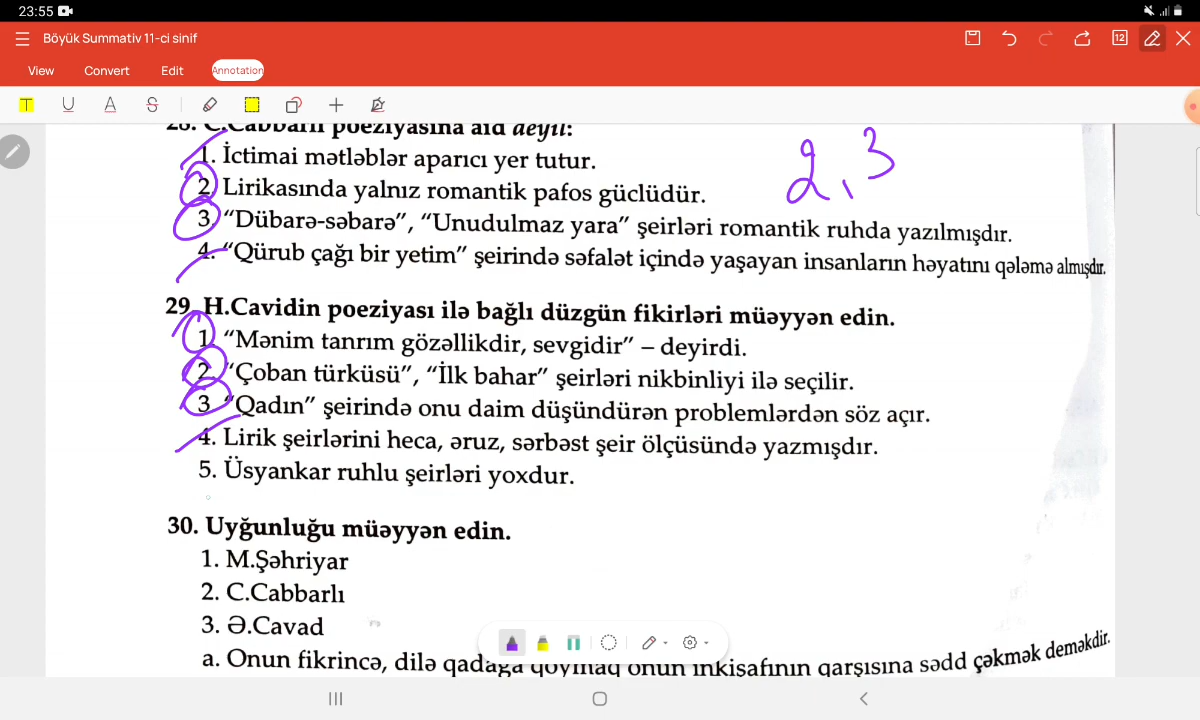 23:55
Böyük Summativ 11-ci sinif
12
View Convert Edit Annotation
T U A S
28. C.Cabbarlı poeziyasına aid deyil:
1. İctimai mətləblər aparıcı yer tutur.
2. Lirikasında yalnız romantik pafos güclüdür.
2, 3
3. “Dübarə-səbarə”, “Unudulmaz yara” şeirləri romantik ruhda yazılmışdır.
4. “Qürub çağı bir yetim” şeirində səfalət içində yaşayan insanların həyatını qələmə almışdır.
29. H.Cavidin poeziyası ilə bağlı düzgün fikirləri müəyyən edin.
1. “Mənim tanrım gözəllikdir, sevgidir” – deyirdi.
2. “Çoban türküsü”, “İlk bahar” şeirləri nikbinliyi ilə seçilir.
3. “Qadın” şeirində onu daim düşündürən problemlərdən söz açır.
4. Lirik şeirlərini heca, əruz, sərbəst şeir ölçüsündə yazmışdır.
5. Üsyankar ruhlu şeirləri yoxdur.
30. Uyğunluğu müəyyən edin.
1. M.Şəhriyar
2. C.Cabbarlı
3. Ə.Cavad
a. Onun fikrincə, dilə qadağa qoymaq onun inkişafının qarşısına sədd çəkmək deməkdir.